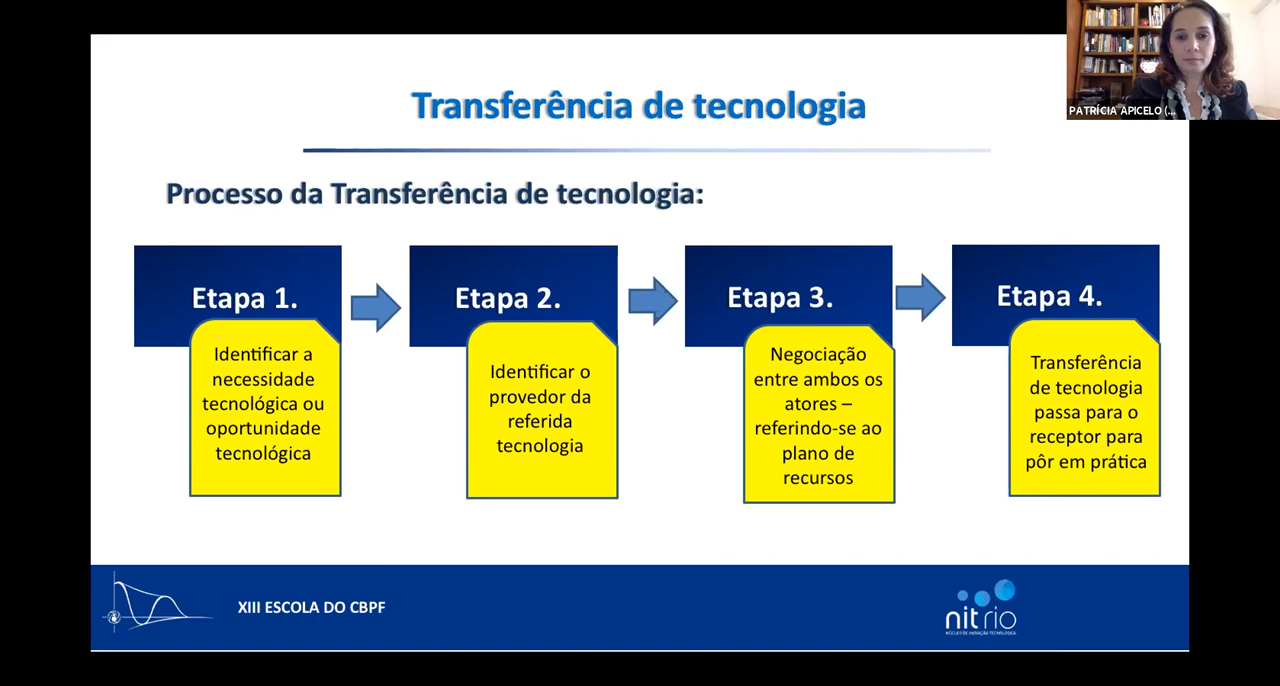 PATRÍCIA APICELO (...
Transferência de tecnologia
Processo da Transferência de tecnologia:
Etapa 1.
Identificar a
necessidade
tecnológica ou
oportunidade
tecnológica
Etapa 2.
Identificar o
provedor da
referida
tecnologia
Etapa 3.
Negociação
entre ambos os
atores –
referindo-se ao
plano de
recursos
Etapa 4.
Transferência
de tecnologia
passa para o
receptor para
pôr em prática
XIII ESCOLA DO CBPF
nitrio
NÚCLEO DE INOVAÇÃO TECNOLÓGICA